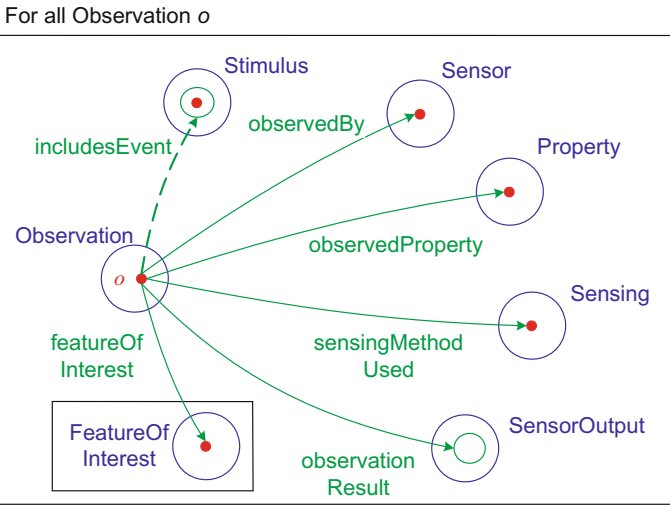 For all Observation o
Stimulus
Sensor
observedBy
includesEvent
Property
Observation
observedProperty
o
Sensing
featureOf
Interest
sensingMethod
Used
FeatureOf
Interest
SensorOutput
observation
Result